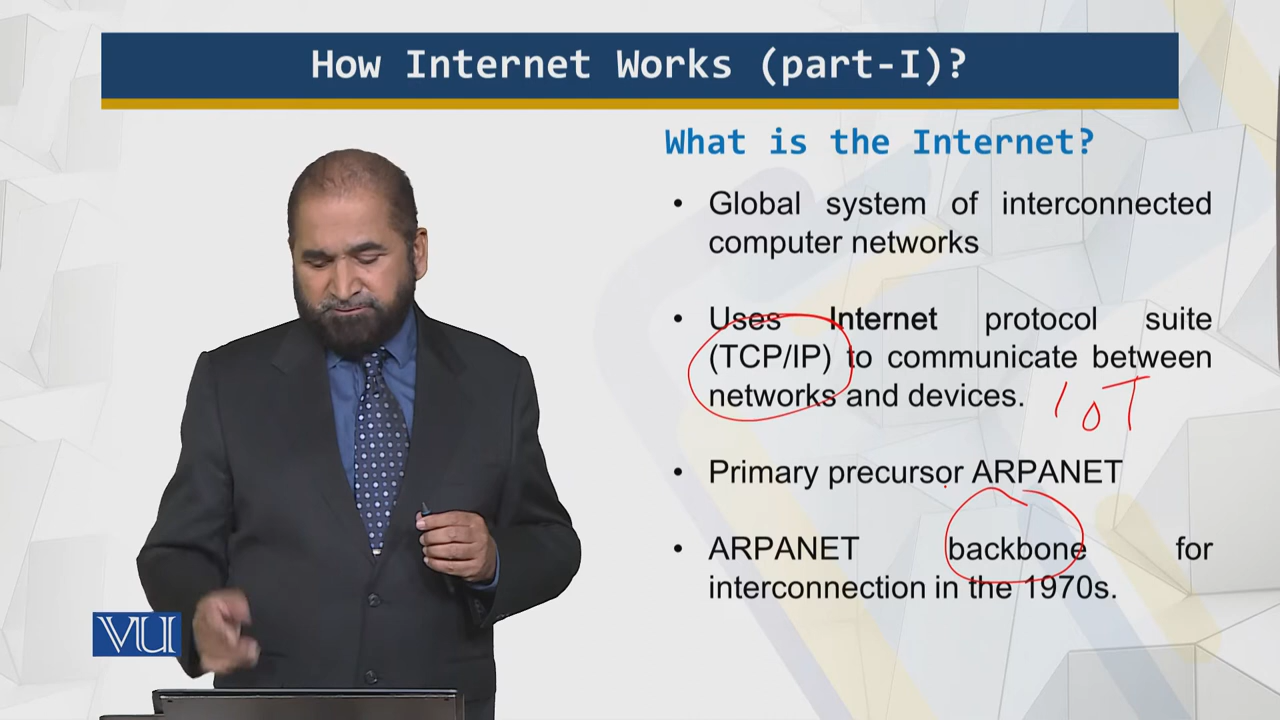 How Internet Works (part-I)?
What is the Internet?
• Global system of interconnected
computer networks
• Uses Internet protocol suite
(TCP/IP) to communicate between
networks and devices.
IoT
• Primary precursor ARPANET
• ARPANET backbone for
interconnection in the 1970s.
VU